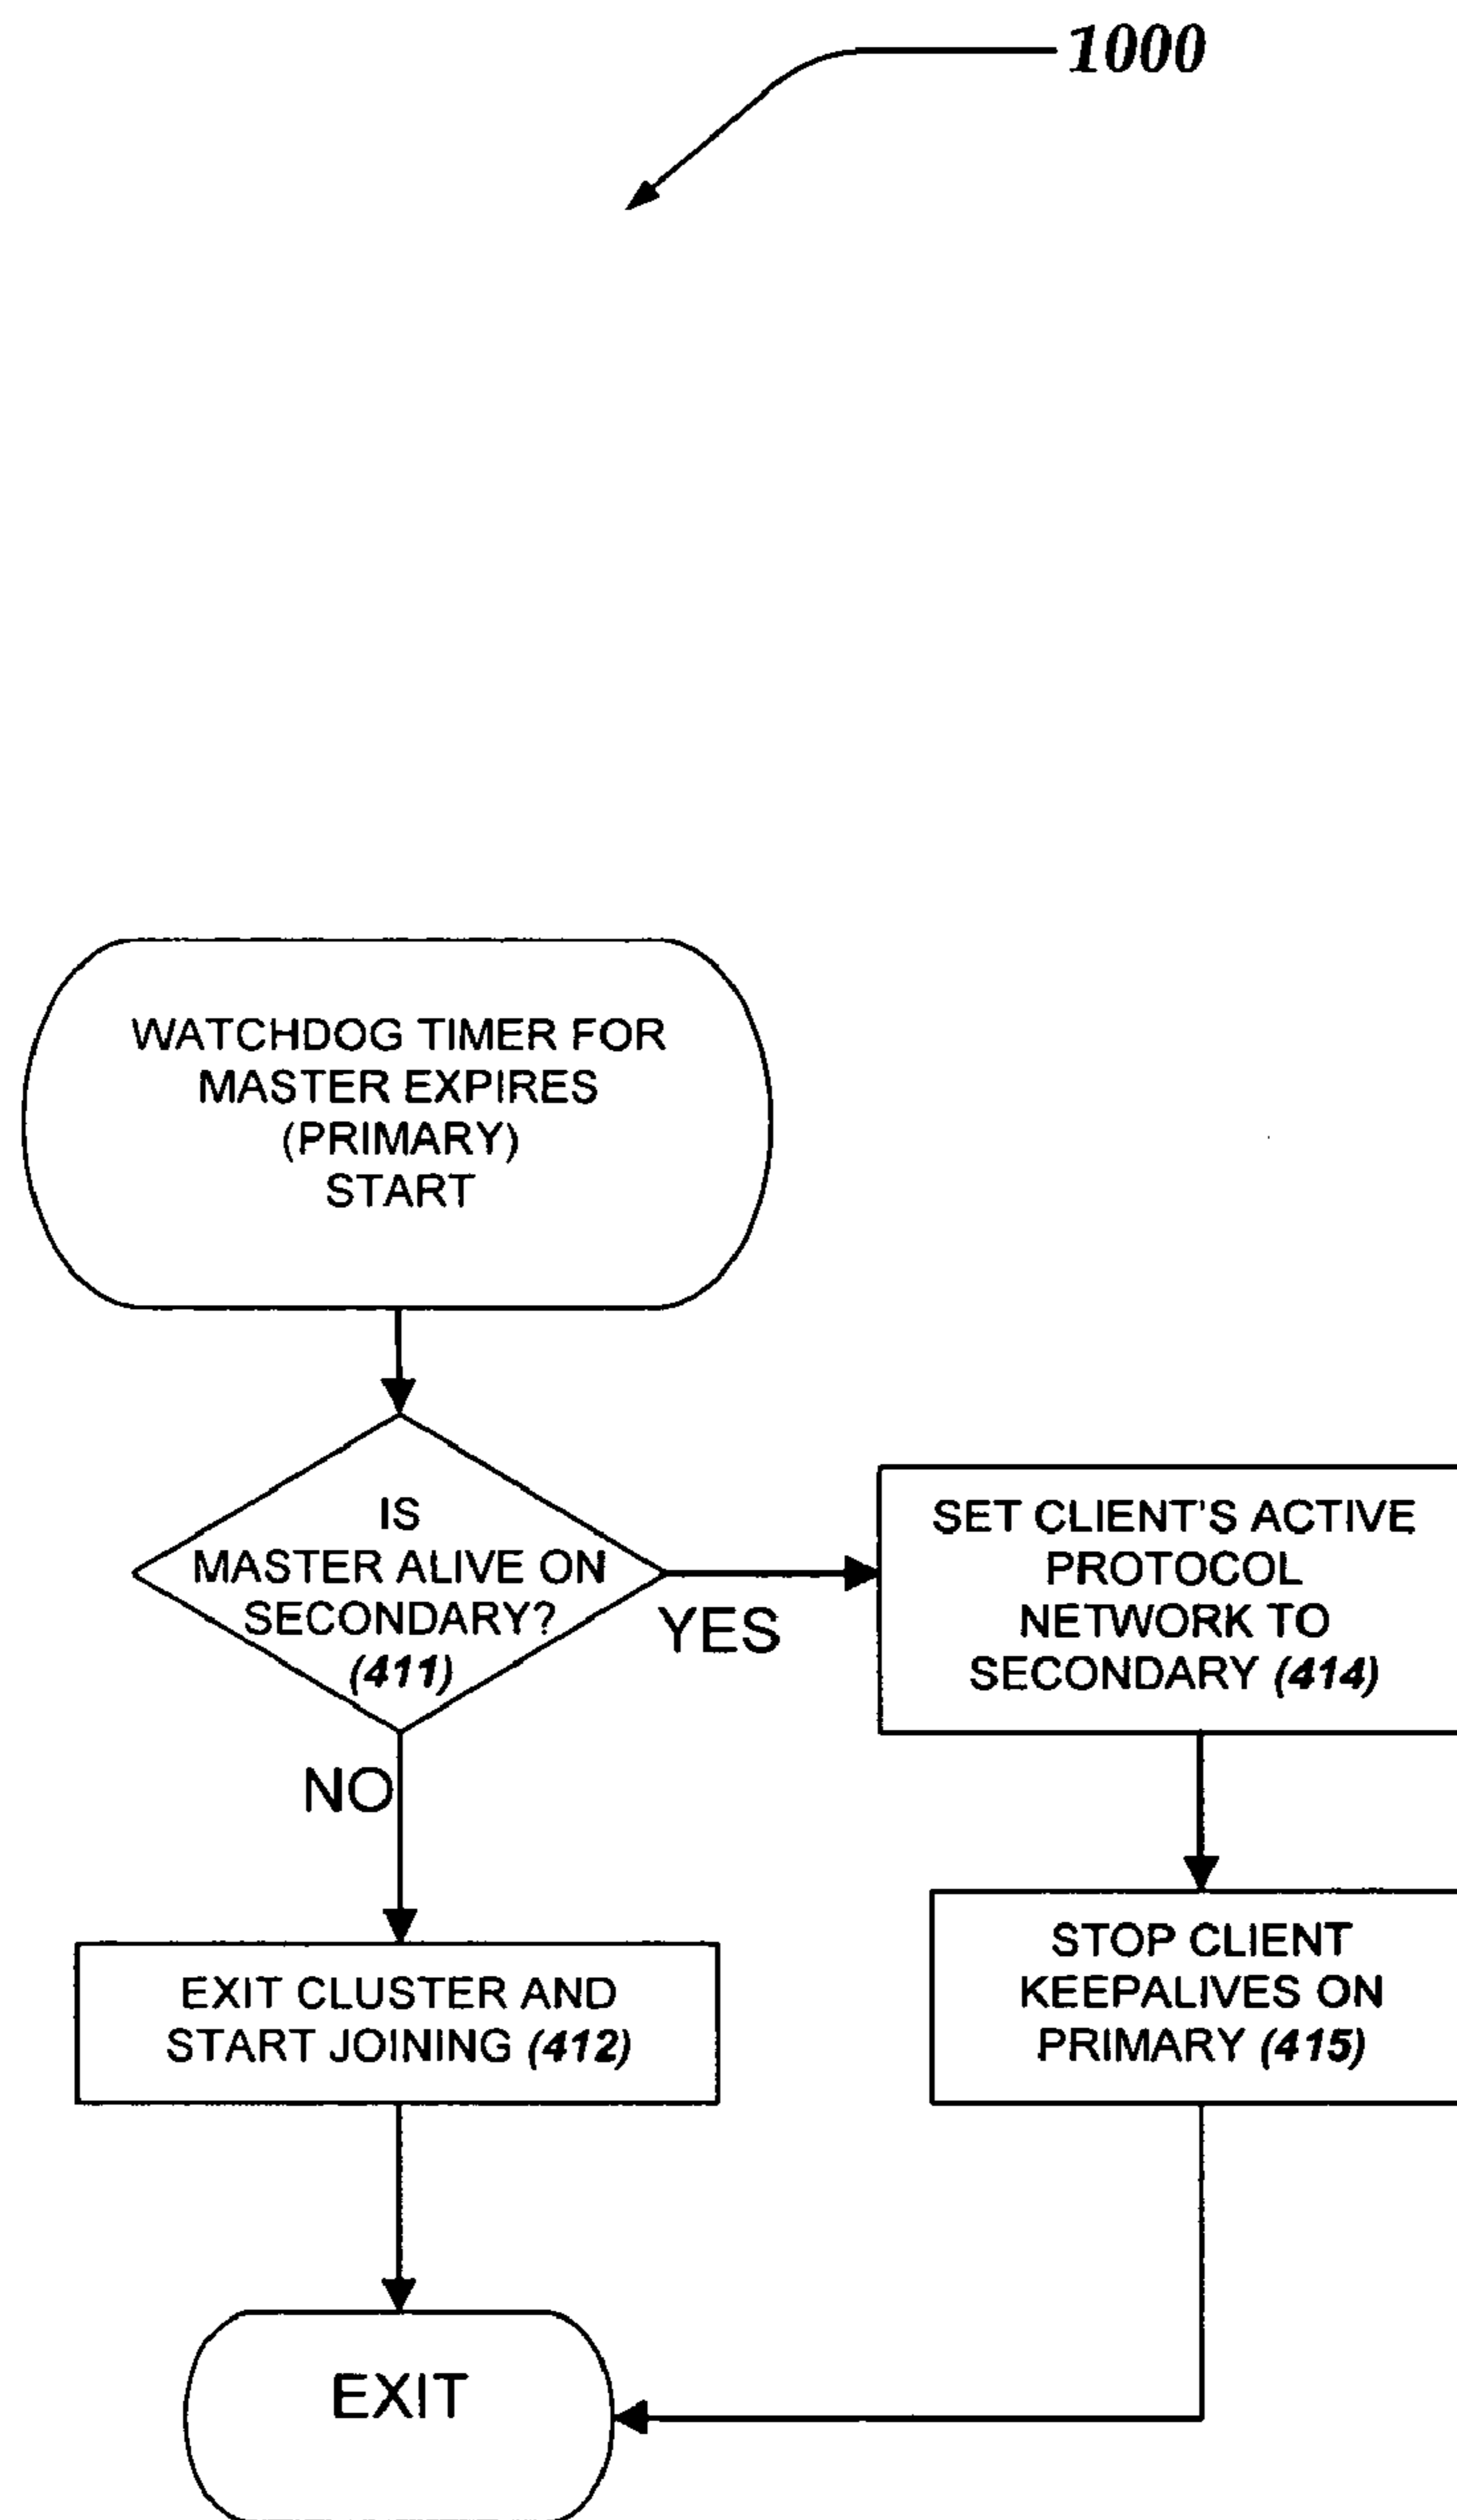 1000
WATCHDOG TIMER FOR
MASTER EXPIRES
(PRIMARY)
START
IS
MASTER ALIVE ON
SECONDARY?
(411)
YES
SET CLIENT'S ACTIVE
PROTOCOL
NETWORK TO
SECONDARY (414)
NO
STOP CLIENT
KEEPALIVES ON
PRIMARY (415)
EXIT CLUSTER AND
START JOINING (412)
EXIT